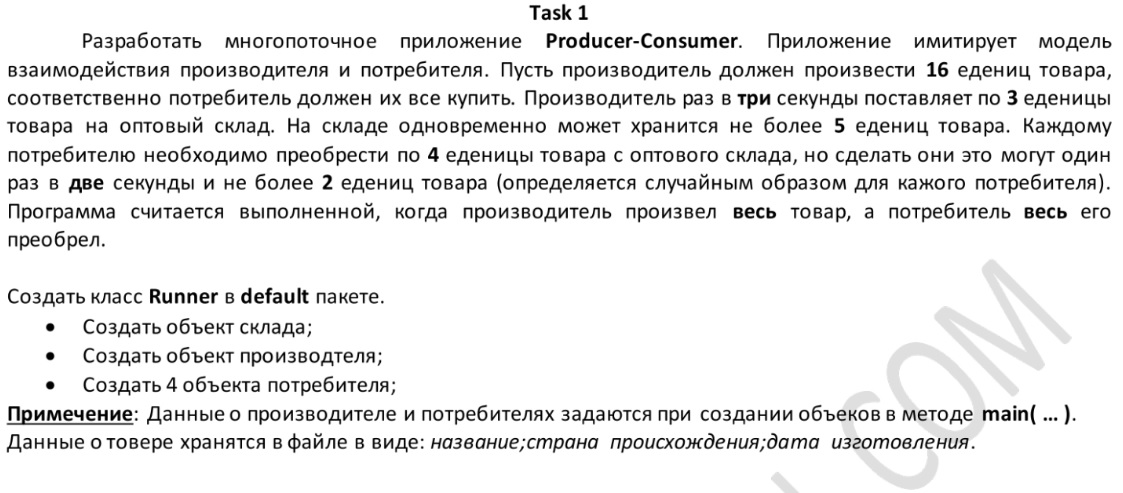 Task 1
Разработать многопоточное приложение Producer-Consumer. Приложение имитирует модель
взаимодействия производителя и потребителя. Пусть производитель должен произвести 16 едениц товара,
соответственно потребитель должен их все купить. Производитель раз в три секунды поставляет по 3 еденицы
товара на оптовый склад. На складе одновременно может хранится не более 5 едениц товара. Каждому
потребителю необходимо преобрести по 4 еденицы товара с оптового склада, но сделать они это могут один
раз в две секунды и не более 2 едениц товара (определяется случайным образом для кажого потребителя).
Программа считается выполненной, когда производитель произвел весь товар, а потребитель весь его
преобрел.
Создать класс Runner в default пакете.
• Создать объект склада;
• Создать объект производтеля;
• Создать 4 объекта потребителя;
Примечание: Данные о производителе и потребителях задаются при создании объеков в методе main( ... ).
Данные о товере хранятся в файле в виде: название;страна происхождения;дата изготовления.
COM